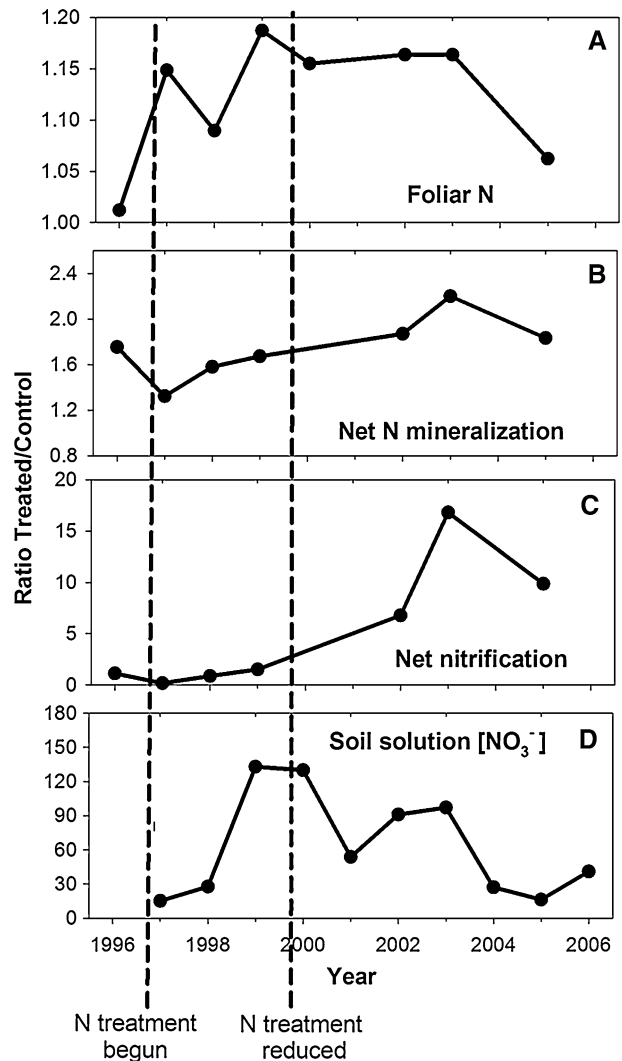 1.20
1.15
1.10
1.05
1.00
A
Foliar N
2.4
2.0
1.6
1.2
0.8
B
Net N mineralization
Ratio Treated/Control
20
15
10
5
0
C
Net nitrification
180
150
120
90
60
30
0
Soil solution [NO₃⁻] D
1996 1998 2000 2002 2004 2006
Year
N treatment
begun
N treatment
reduced